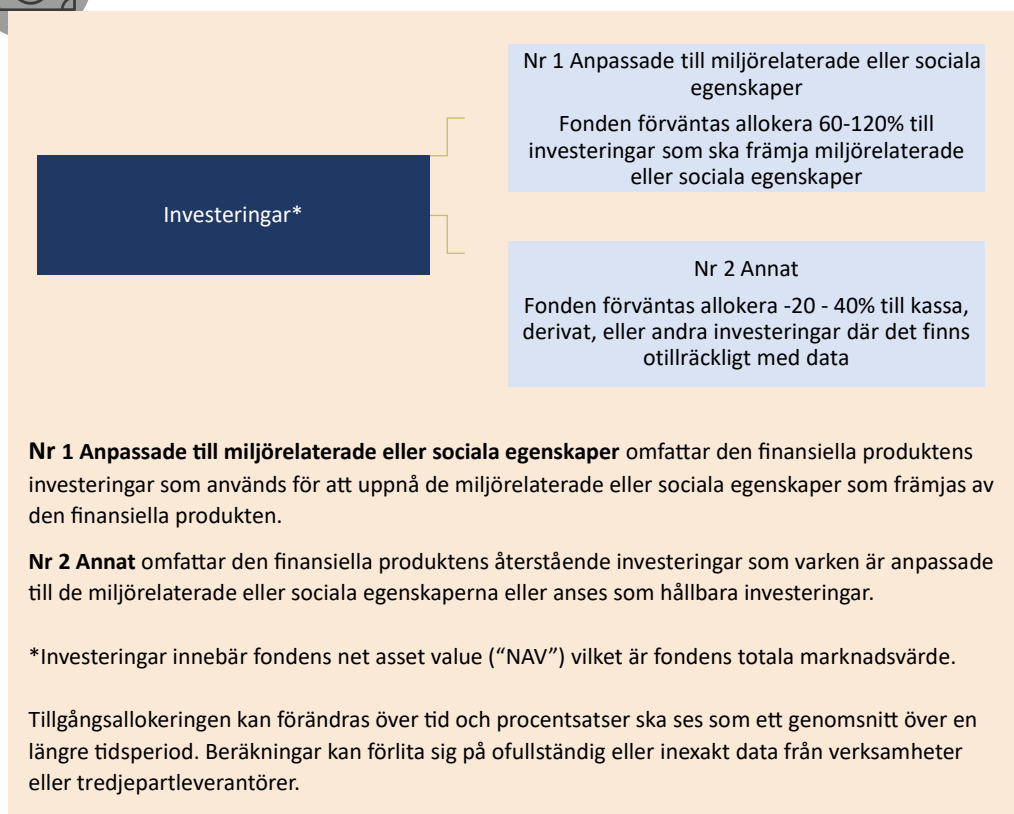 Nr 1 Anpassade till miljörelaterade eller sociala
egenskaper
Fonden förväntas allokera 60-120% till
investeringar som ska främja miljörelaterade
eller sociala egenskaper
Investeringar*
Nr 2 Annat
Fonden förväntas allokera -20 - 40% till kassa,
derivat, eller andra investeringar där det finns
otillräckligt med data
Nr 1 Anpassade till miljörelaterade eller sociala egenskaper omfattar den finansiella produktens
investeringar som används för att uppnå de miljörelaterade eller sociala egenskaper som främjas av
den finansiella produkten.
Nr 2 Annat omfattar den finansiella produktens återstående investeringar som varken är anpassade
till de miljörelaterade eller sociala egenskaperna eller anses som hållbara investeringar.
*Investeringar innebär fondens net asset value (“NAV”) vilket är fondens totala marknadsvärde.
Tillgångsallokeringen kan förändras över tid och procentsatser ska ses som ett genomsnitt över en
längre tidsperiod. Beräkningar kan förlita sig på ofullständig eller inexakt data från verksamheter
eller tredjepartleverantörer.